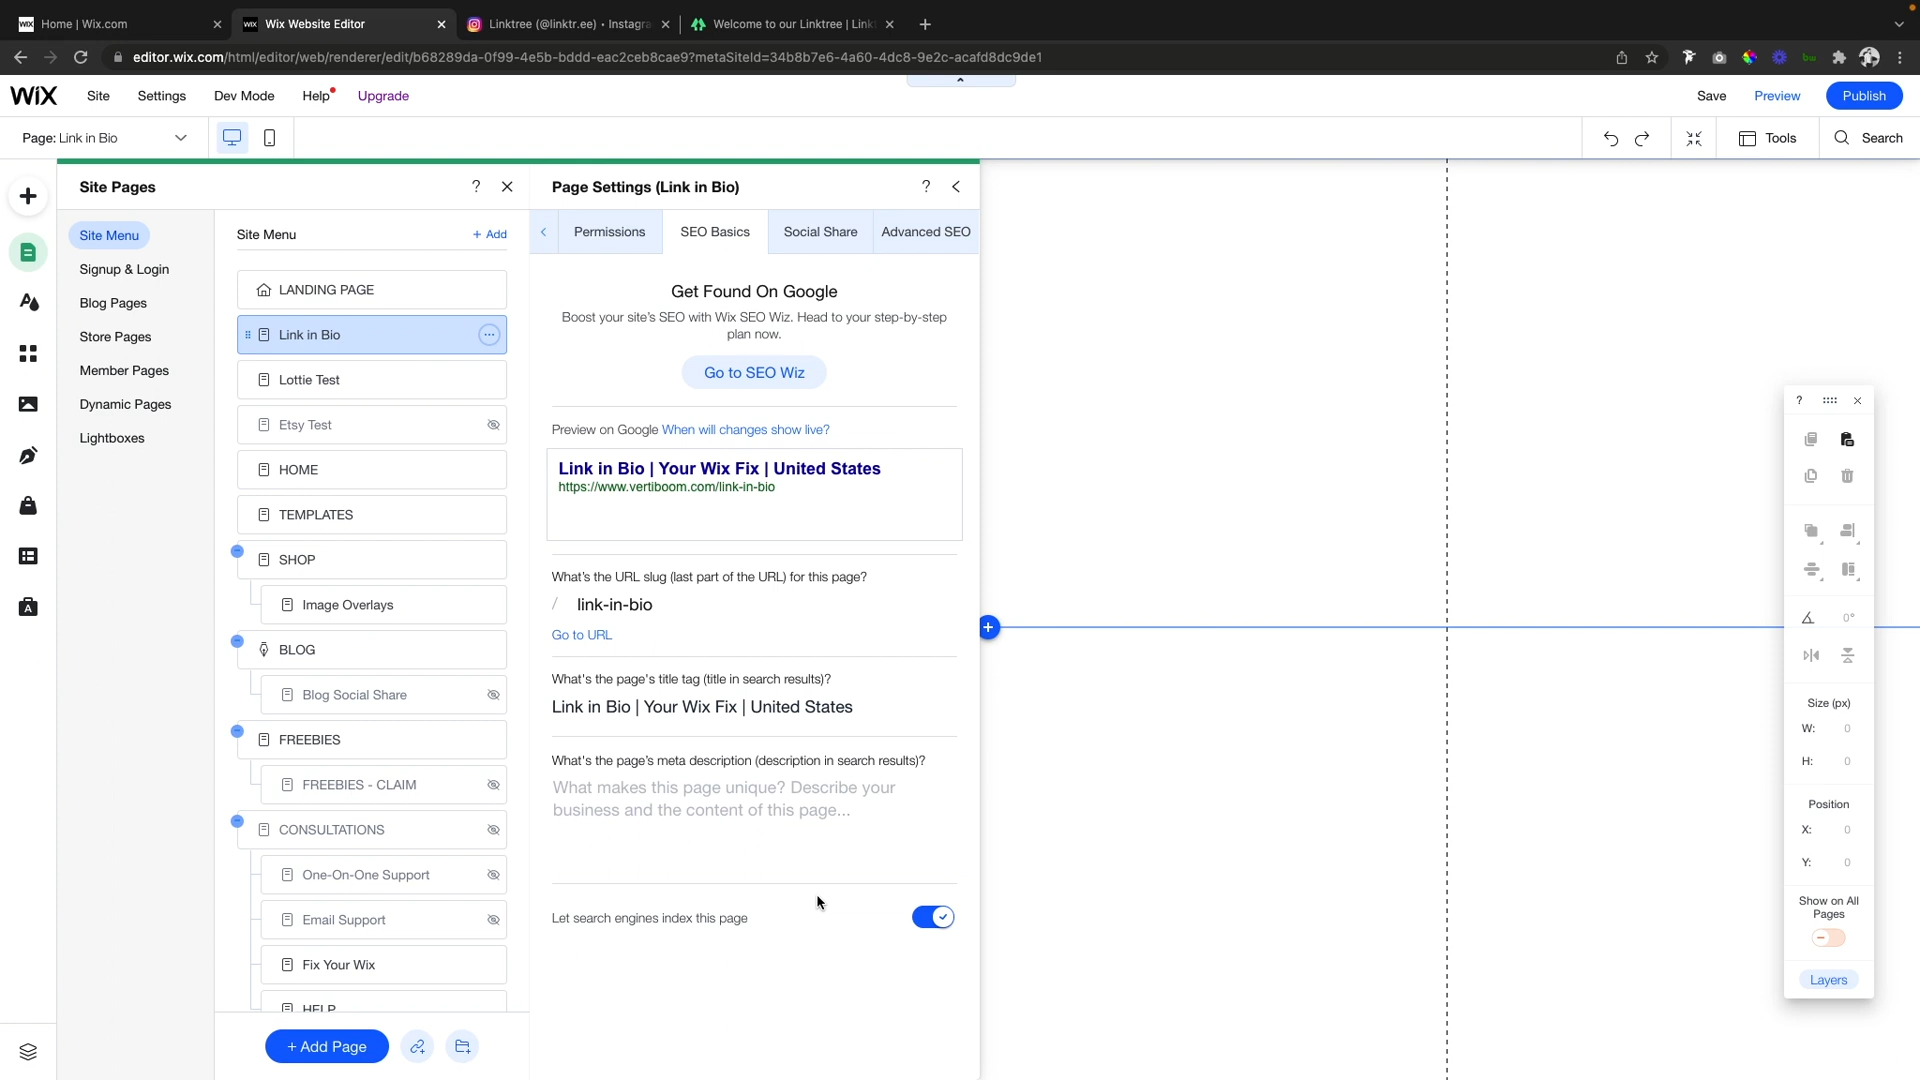 Home | Wix.com
Wix Website Editor
Linktree (@linktr.ee) • Instagra
Welcome to our Linktree | Link
editor.wix.com/html/editor/web/renderer/edit/b68289da-0f99-4e5b-bddd-eac2ceb8cae9?metaSiteId=34b8b7e6-4a60-4dc8-9e2c-acafd8dc9de1
WiX Site Settings Dev Mode Help Upgrade Save Preview Publish
Page: Link in Bio Tools Search
Site Pages ?
Site Menu
Signup & Login
Blog Pages
Store Pages
Member Pages
Dynamic Pages
Lightboxes
Site Menu + Add
LANDING PAGE
Link in Bio
Lottie Test
Etsy Test
HOME
TEMPLATES
SHOP
Image Overlays
BLOG
Blog Social Share
FREEBIES
FREEBIES - CLAIM
CONSULTATIONS
One-On-One Support
Email Support
Fix Your Wix
HELP
+ Add Page
Page Settings (Link in Bio) ?
Permissions SEO Basics Social Share Advanced SEO
Get Found On Google
Boost your site's SEO with Wix SEO Wiz. Head to your step-by-step
plan now.
Go to SEO Wiz
Preview on Google When will changes show live?
Link in Bio | Your Wix Fix | United States
https://www.vertiboom.com/link-in-bio
What's the URL slug (last part of the URL) for this page?
/ link-in-bio
Go to URL
What's the page's title tag (title in search results)?
Link in Bio | Your Wix Fix | United States
What's the page's meta description (description in search results)?
What makes this page unique? Describe your
business and the content of this page...
Let search engines index this page
?
0°
Size (px)
W: 0
H: 0
Position
X: 0
Y: 0
Show on All
Pages
Layers